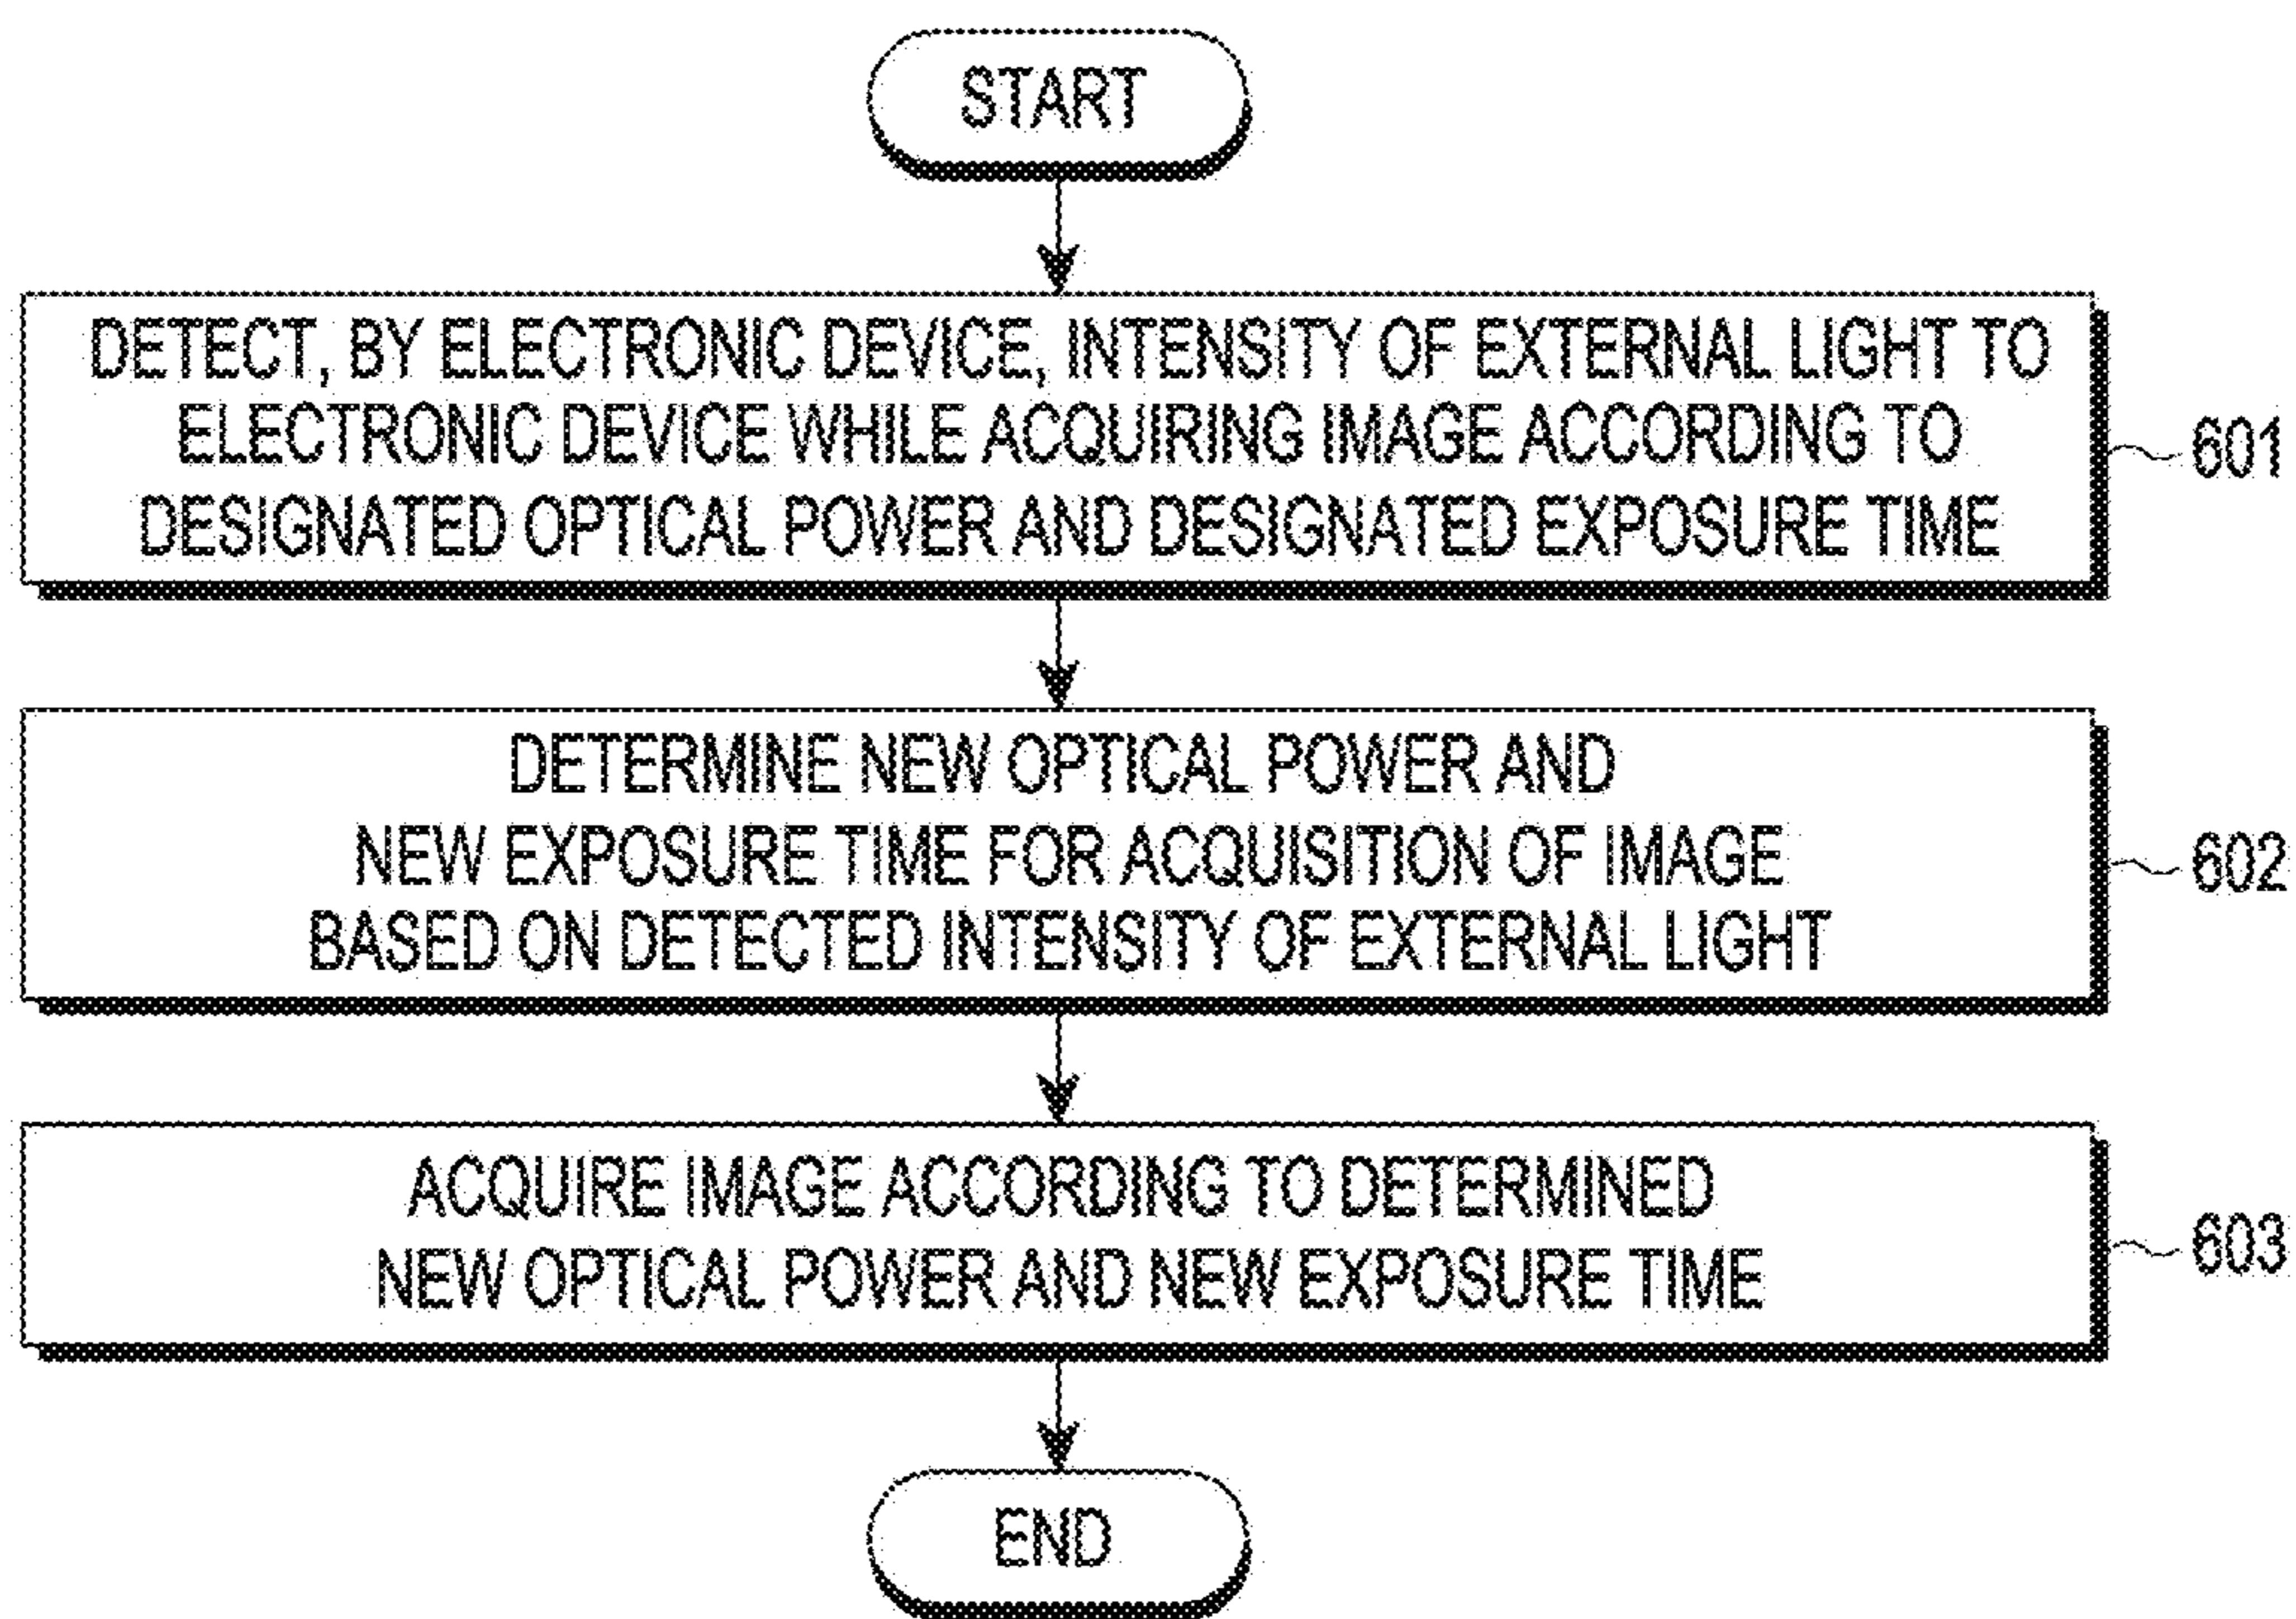 START
DETECT, BY ELECTRONIC DEVICE, INTENSITY OF EXTERNAL LIGHT TO
ELECTRONIC DEVICE WHILE ACQUIRING IMAGE ACCORDING TO
DESIGNATED OPTICAL POWER AND DESIGNATED EXPOSURE TIME
601
DETERMINE NEW OPTICAL POWER AND
NEW EXPOSURE TIME FOR ACQUISITION OF IMAGE
BASED ON DETECTED INTENSITY OF EXTERNAL LIGHT
602
ACQUIRE IMAGE ACCORDING TO DETERMINED
NEW OPTICAL POWER AND NEW EXPOSURE TIME
603
END